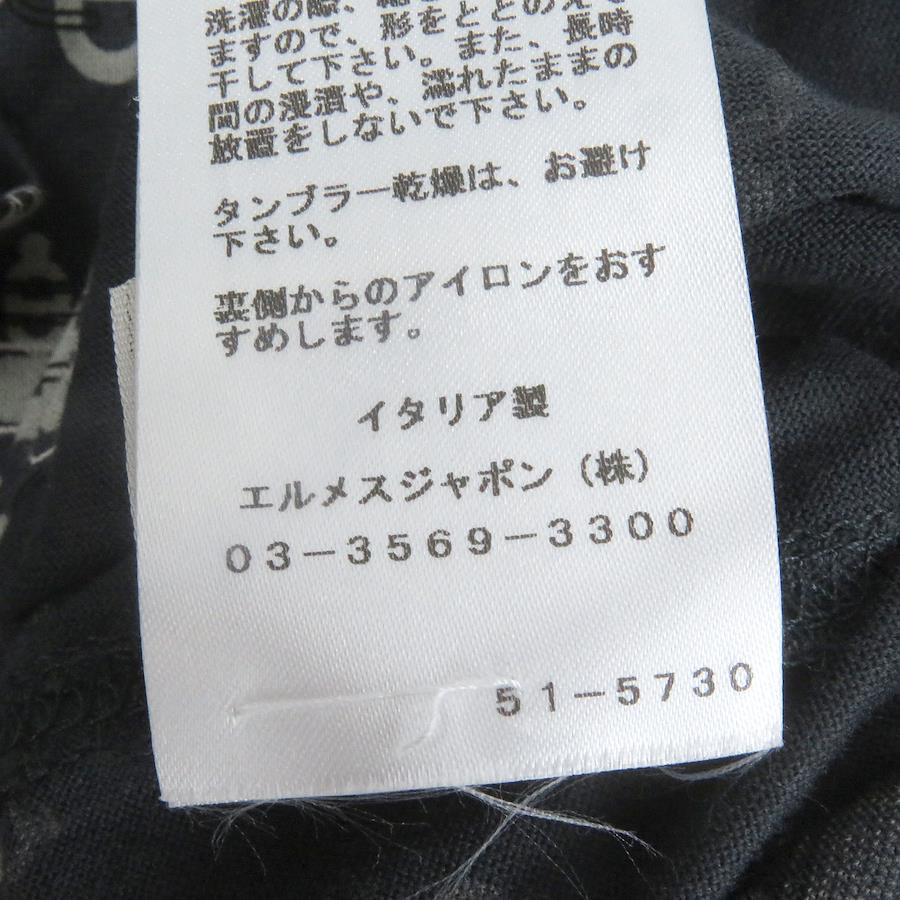 洗濯の際、
ますので、形をととのえて
干して下さい。また、長時
間の浸漬や、濡れたままの
放置をしないで下さい。
タンブラー乾燥は、お避け
下さい。
裏側からのアイロンをおす
すめします。
イタリア製
エルメスジャポン（株）
03-3569-3300
51-5730